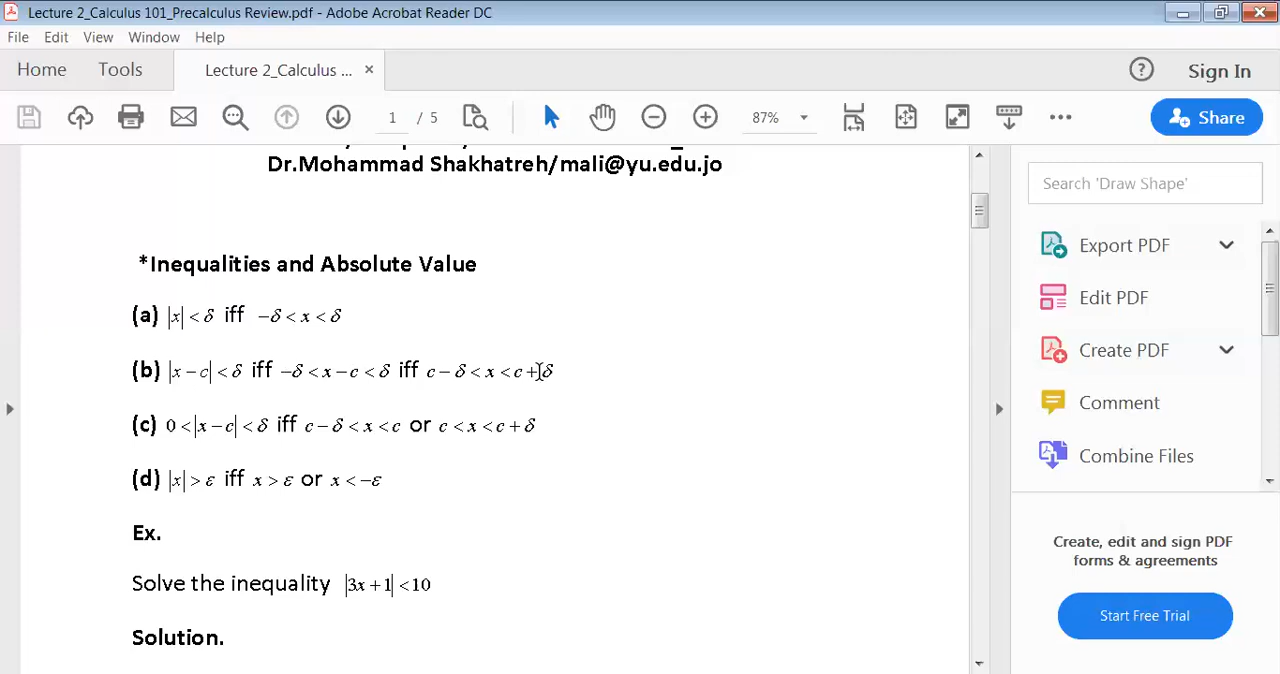 Lecture 2_Calculus 101_Precalculus Review.pdf - Adobe Acrobat Reader DC
File Edit View Window Help
Home Tools Lecture 2_Calculus ... × ? Sign In
1 / 5 87% Share
Dr.Mohammad Shakhatreh/mali@yu.edu.jo
Search 'Draw Shape'
Export PDF
*Inequalities and Absolute Value
Edit PDF
(a) |x| < δ iff −δ < x < δ
Create PDF
(b) |x − c| < δ iff −δ < x − c < δ iff c − δ < x < c + δ
Comment
(c) 0 < |x − c| < δ iff c − δ < x < c or c < x < c + δ
Combine Files
(d) |x| > ε iff x > ε or x < −ε
Ex.
Create, edit and sign PDF
forms & agreements
Solve the inequality |3x + 1| < 10
Start Free Trial
Solution.